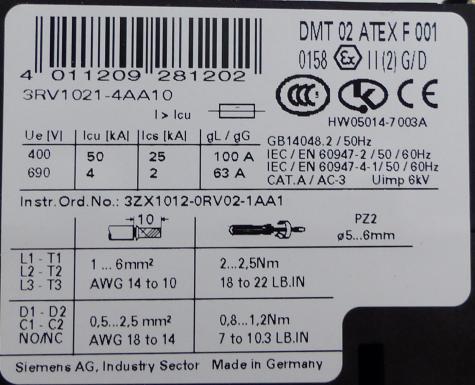 DMT 02 ATEX F 001
0158 Ex II (2) G/D
4 011209 281202
3RV1021-4AA10
I > Icu
CCC
CE
HW05014-7003A
Ue [V] Icu [kA] Ics [kA] gL / gG
400 50 25 100 A
690 4 2 63 A
GB14048.2 / 50Hz
IEC / EN 60947-2 / 50/60Hz
IEC / EN 60947-4-1/ 50/60Hz
CAT.A / AC-3 Uimp 6kV
Instr.Ord.No.: 3ZX1012-0RV02-1AA1
10
PZ2
ø5...6mm
L1 - T1
L2 - T2
L3 - T3
1 ... 6mm²
AWG 14 to 10
2...2,5Nm
18 to 22 LB.IN
D1 - D2
C1 - C2
NO/NC
0,5...2,5 mm²
AWG 18 to 14
0,8...1,2Nm
7 to 10.3 LB.IN
Siemens AG, Industry Sector Made in Germany